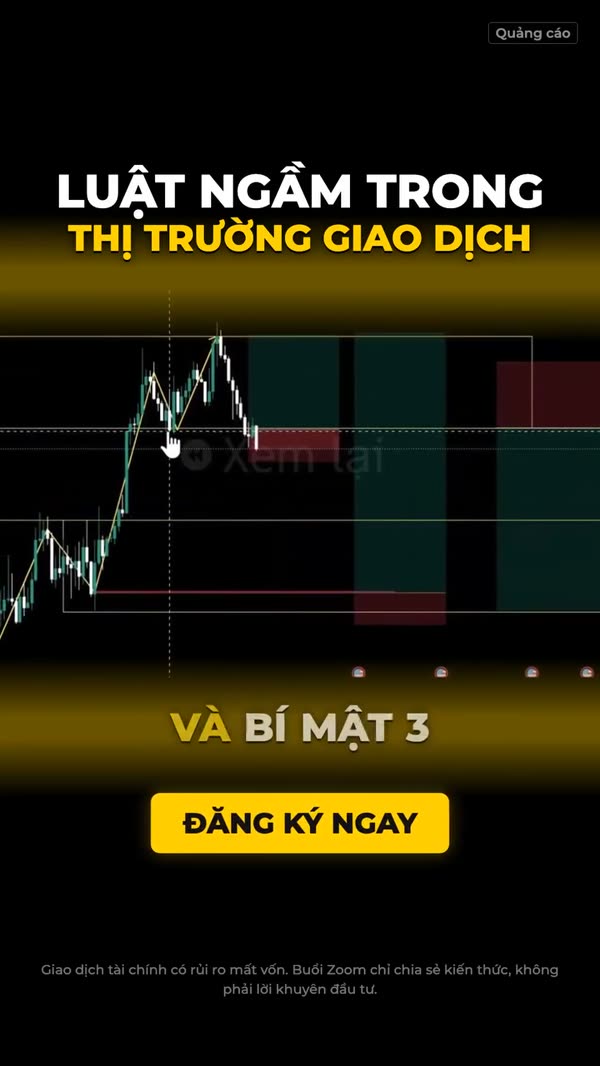 Quảng cáo
LUẬT NGẦM TRONG
THỊ TRƯỜNG GIAO DỊCH
Xem lại
VÀ BÍ MẬT 3
ĐĂNG KÝ NGAY
Giao dịch tài chính có rủi ro mất vốn. Buổi Zoom chỉ chia sẻ kiến thức, không
phải lời khuyên đầu tư.